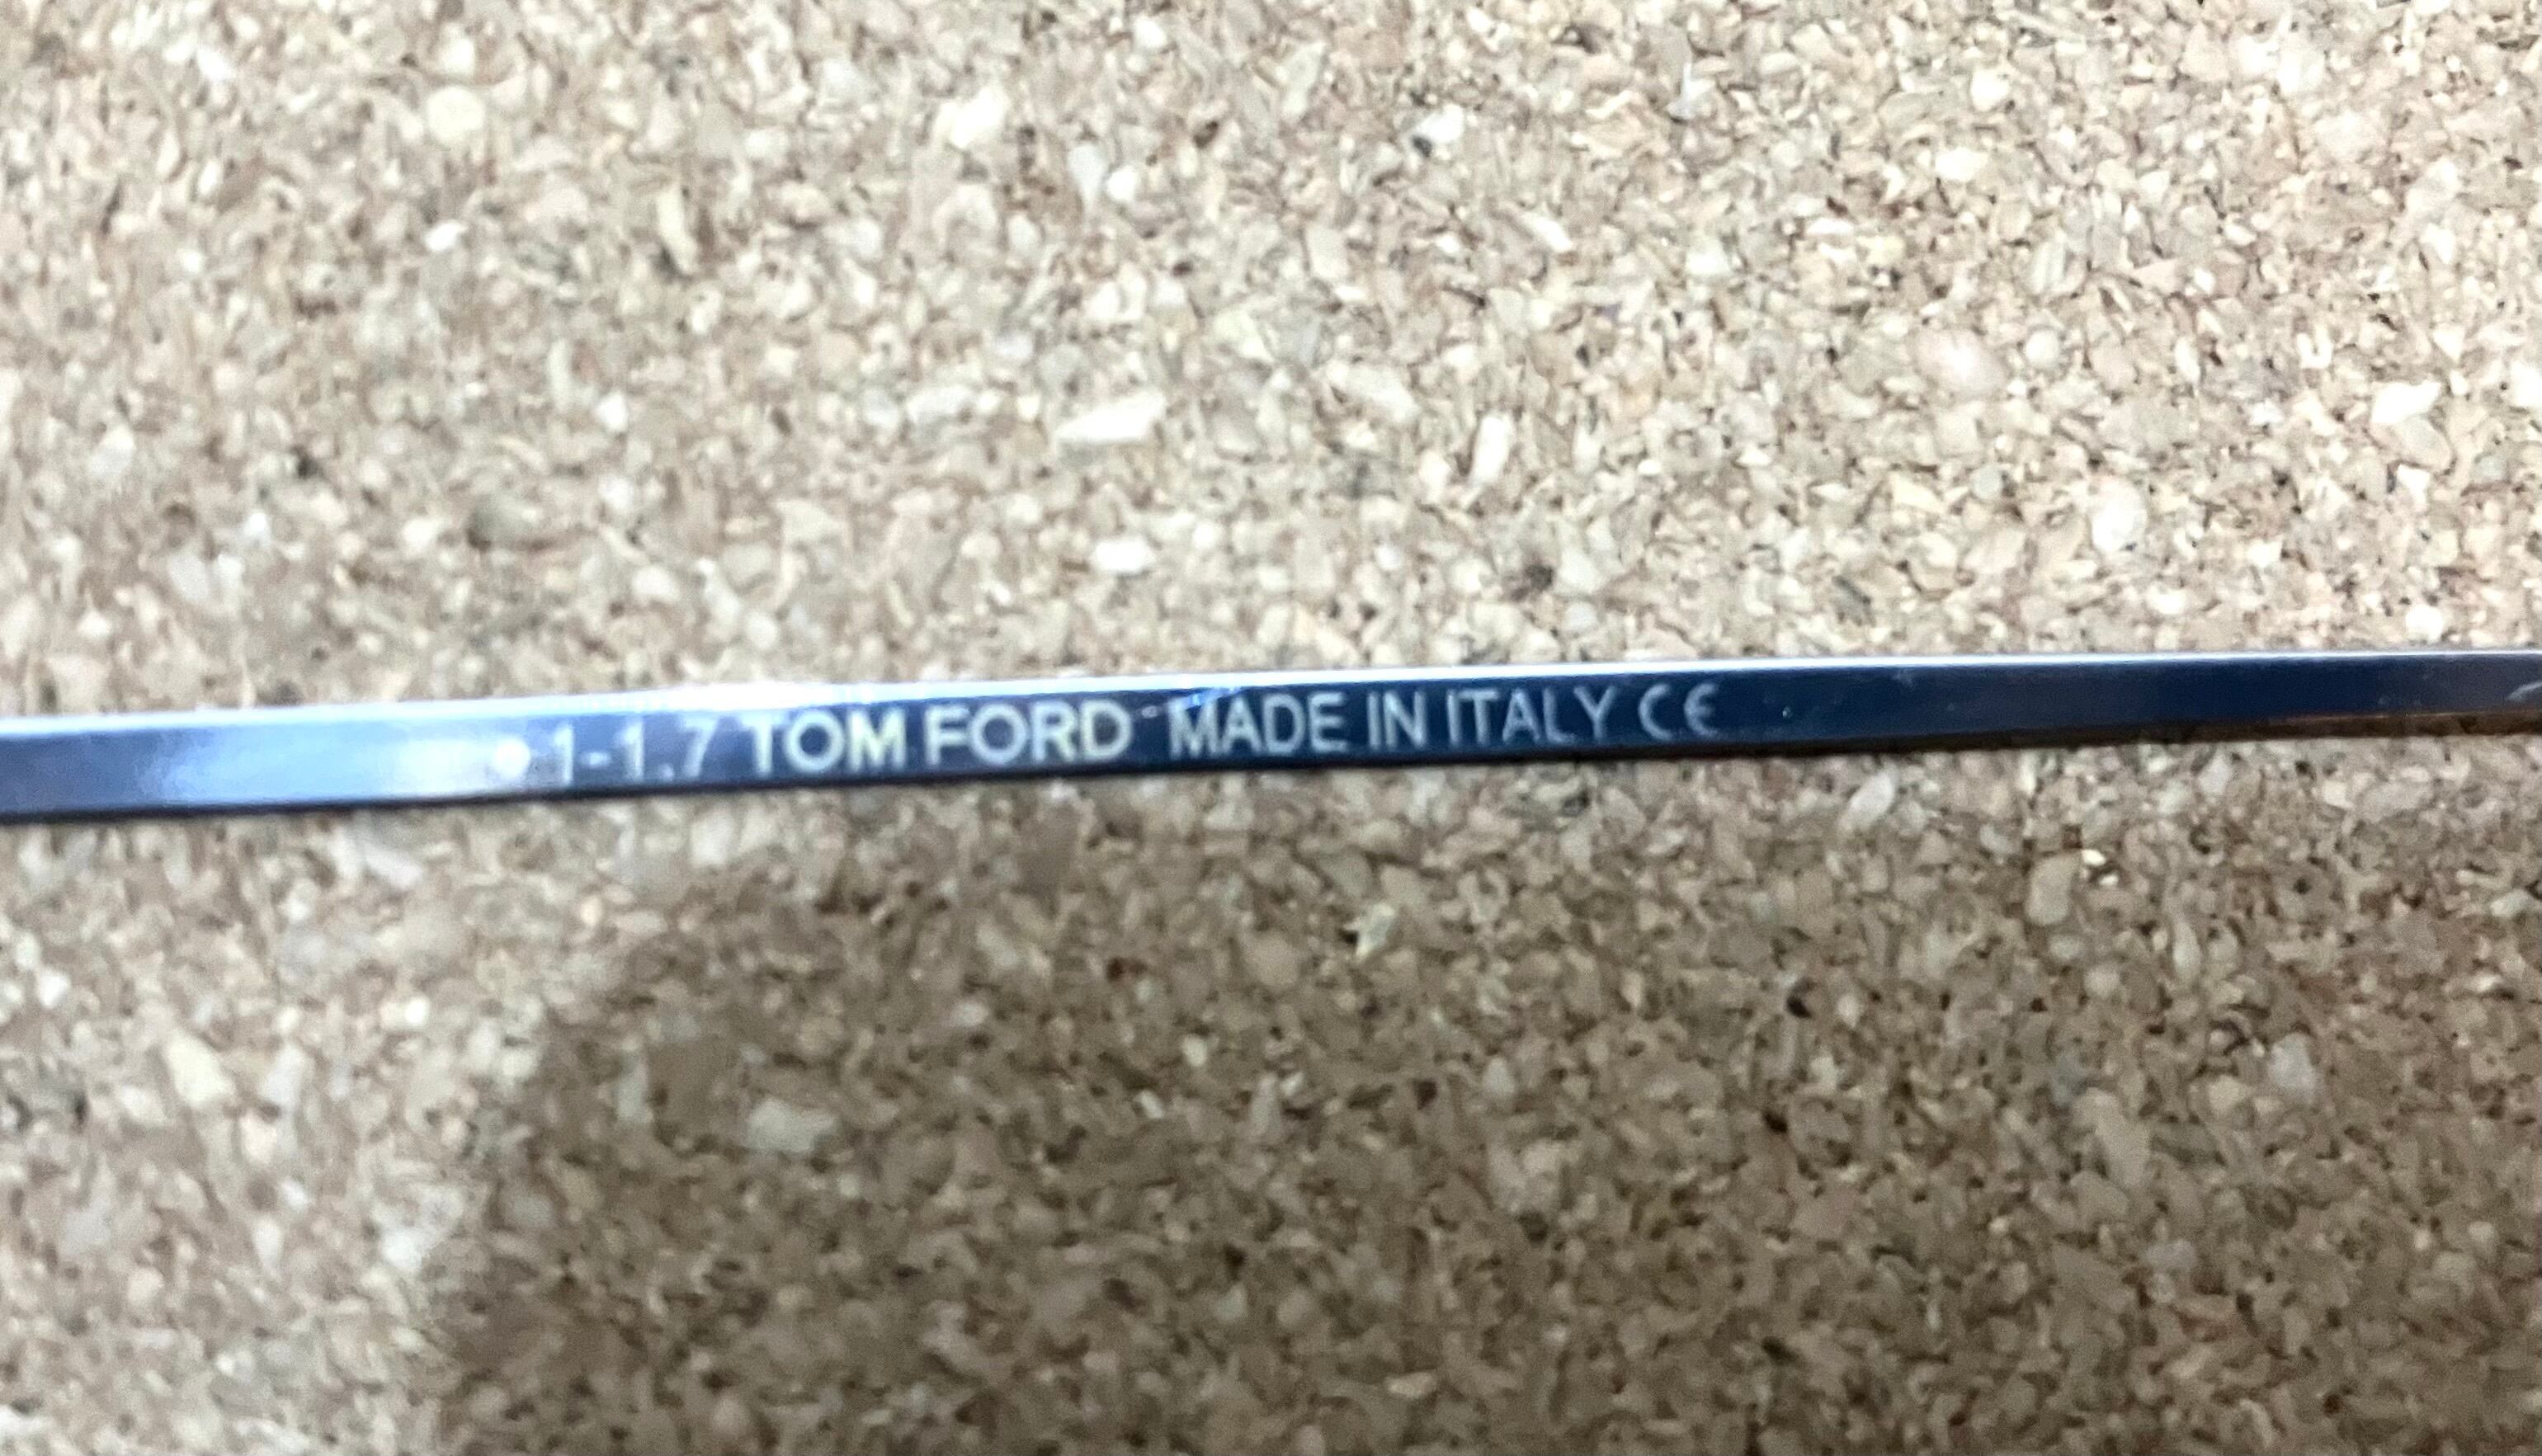 1-1.7 TOM FORD MADE IN ITALY CE